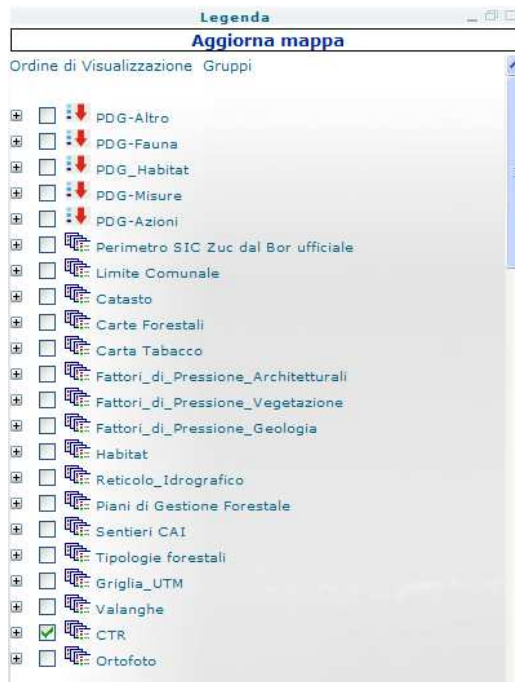 Legenda
Aggiorna mappa
Ordine di Visualizzazione Gruppi
PDG-Altro
PDG-Fauna
PDG_Habitat
PDG-Misure
PDG-Azioni
Perimetro SIC Zuc dal Bor ufficiale
Limite Comunale
Catasto
Carte Forestali
Carta Tabacco
Fattori_di_Pressione_Architetturali
Fattori_di_Pressione_Vegetazione
Fattori_di_Pressione_Geologia
Habitat
Reticolo_Idrografico
Piani di Gestione Forestale
Sentieri CAI
Tipologie forestali
Griglia_UTM
Valanghe
CTR
Ortofoto